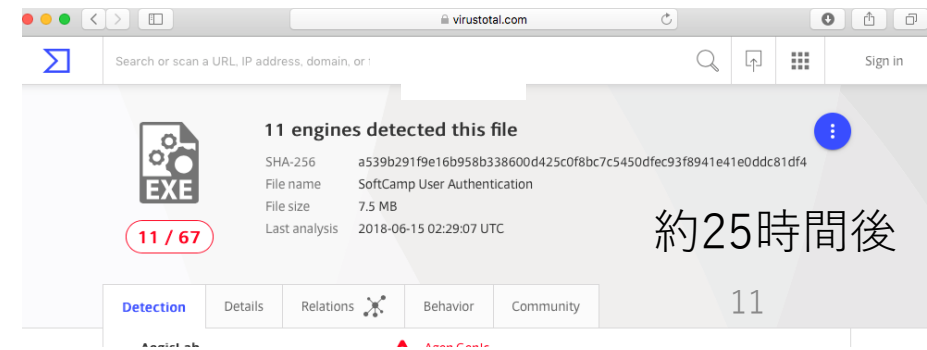 virustotal.com
Search or scan a URL, IP address, domain, or
Sign in
11 engines detected this file
SHA-256 a539b291f9e16b958b338600d425c0f8bc7c5450dfec93f8941e41e0ddc81df4
File name SoftCamp User Authentication
File size 7.5 MB
Last analysis 2018-06-15 02:29:07 UTC
EXE
11 / 67
約25時間後
Detection Details Relations Behavior Community
11